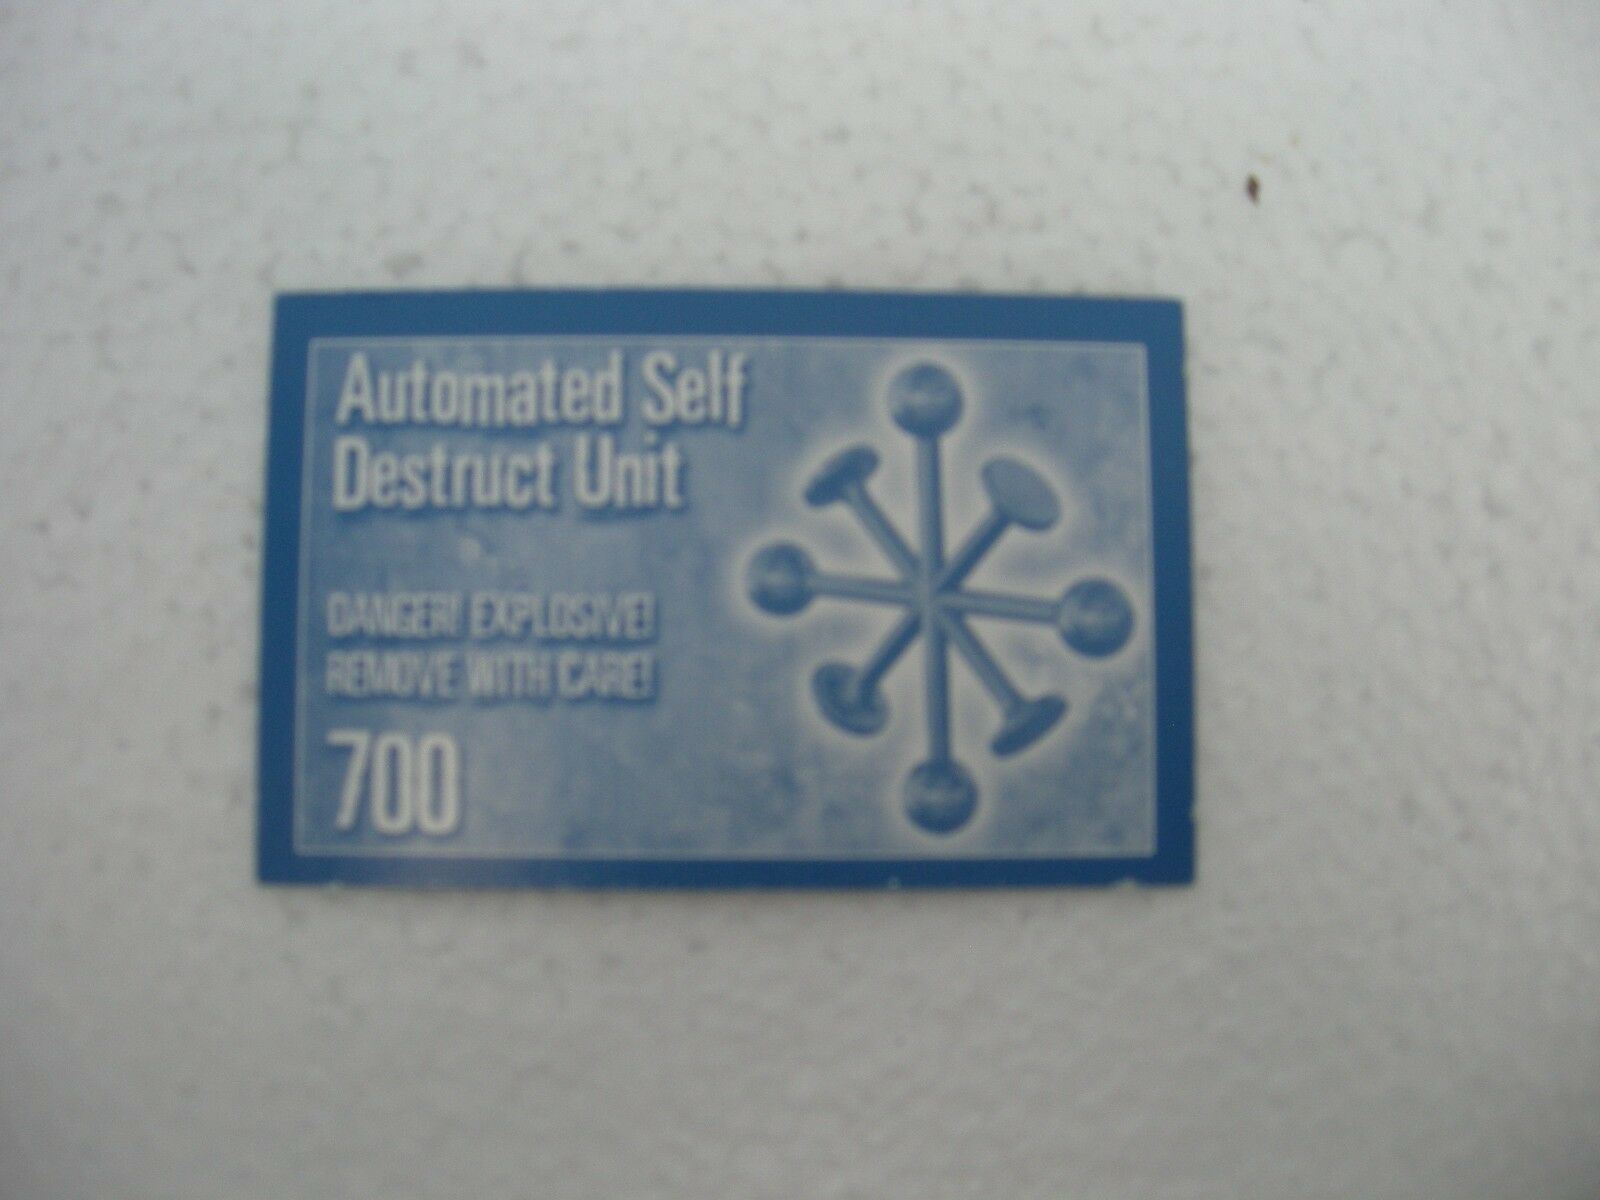 Automated Self
Destruct Unit
DANGER! EXPLOSIVE!
REMOVE WITH CARE!
700